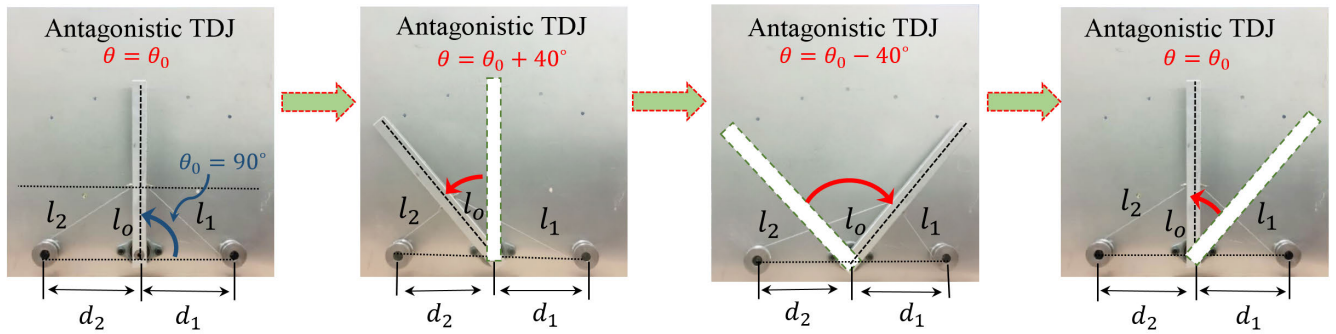 Antagonistic TDJ
θ = θ₀
θ₀ = 90°
l₂
lₒ
l₁
d₂
d₁
Antagonistic TDJ
θ = θ₀ + 40°
l₂
lₒ
l₁
d₂
d₁
Antagonistic TDJ
θ = θ₀ − 40°
l₂
lₒ
l₁
d₂
d₁
Antagonistic TDJ
θ = θ₀
l₂
lₒ
l₁
d₂
d₁